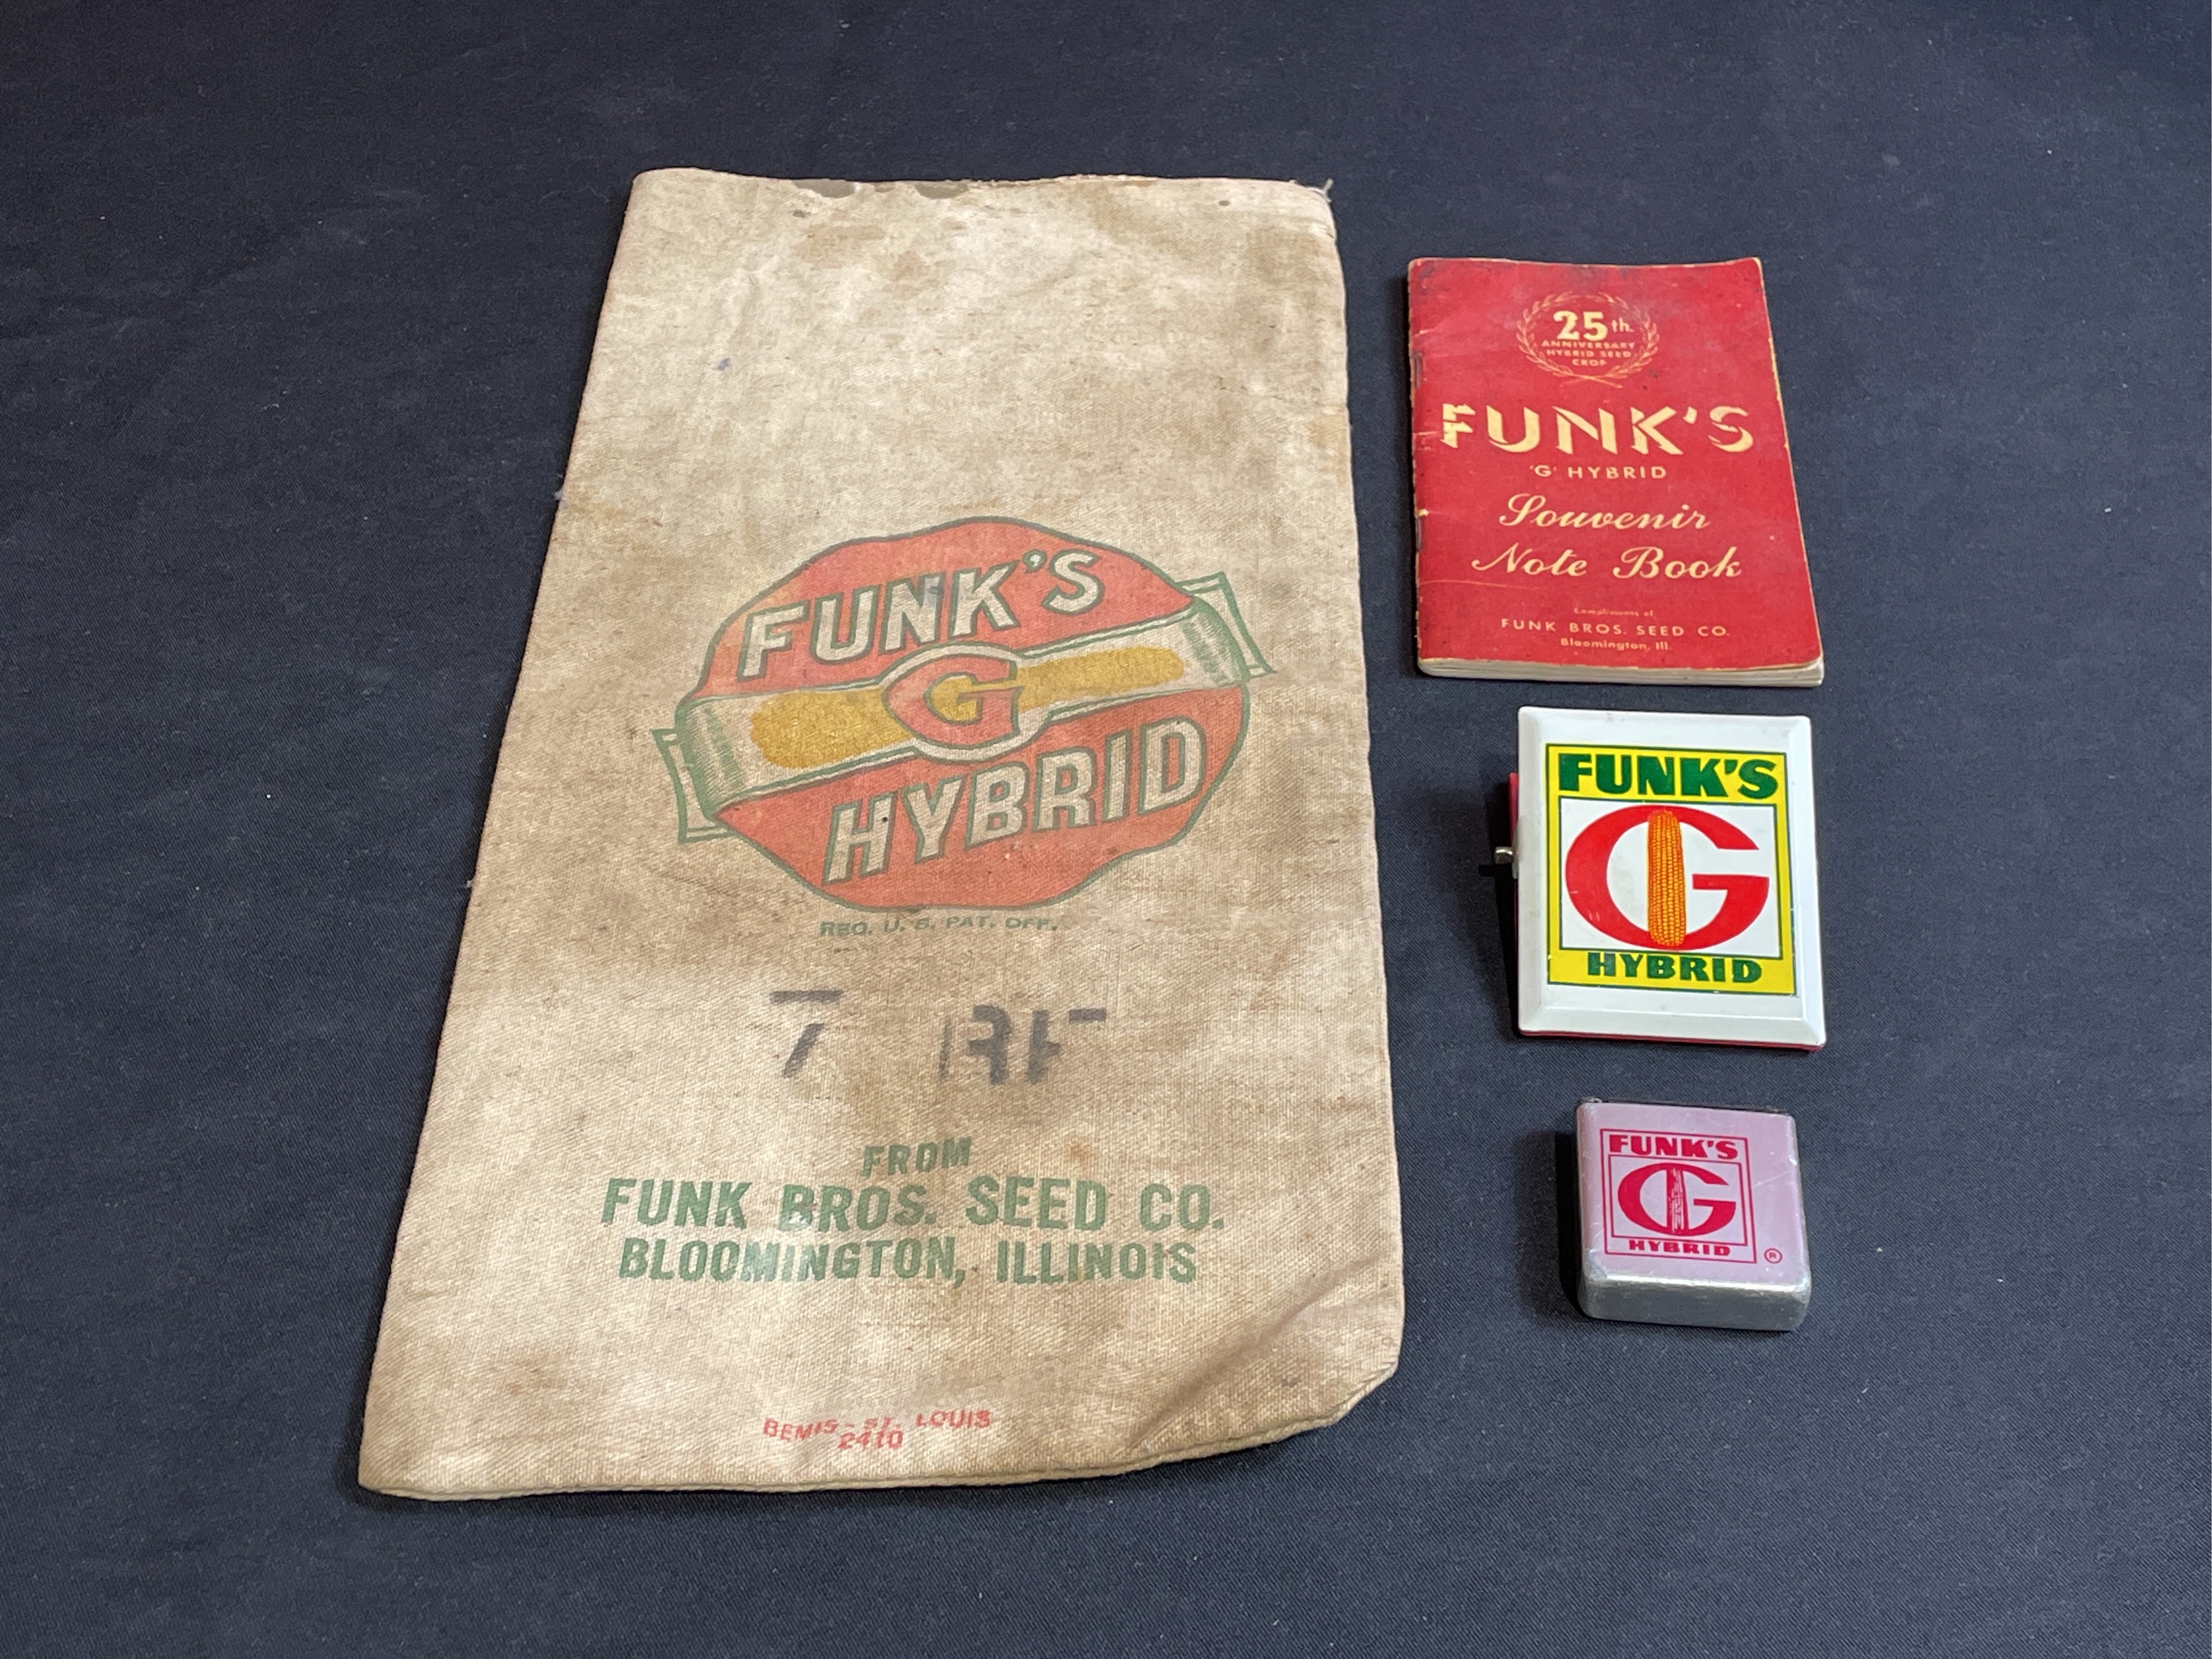 FUNK'S
G
HYBRID
REG. U. S. PAT. OFF.
7 RF
FROM
FUNK BROS. SEED CO.
BLOOMINGTON, ILLINOIS
BEMIS - ST. LOUIS
2410
25th
ANNIVERSARY
HYBRID SEED
CROP
FUNK'S
'G' HYBRID
Souvenir
Note Book
Compliments of
FUNK BROS. SEED CO.
Bloomington, Ill.
FUNK'S
G
HYBRID
FUNK'S
G
HYBRID ®